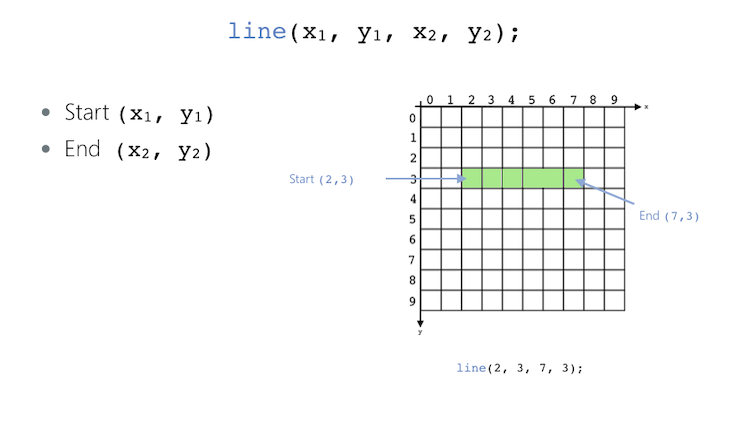 line(x₁, y₁, x₂, y₂);
• Start (x₁, y₁)
• End (x₂, y₂)
0 1 2 3 4 5 6 7 8 9
x
0
1
2
3
4
5
6
7
8
9
y
Start (2,3)
End (7,3)
line(2, 3, 7, 3);